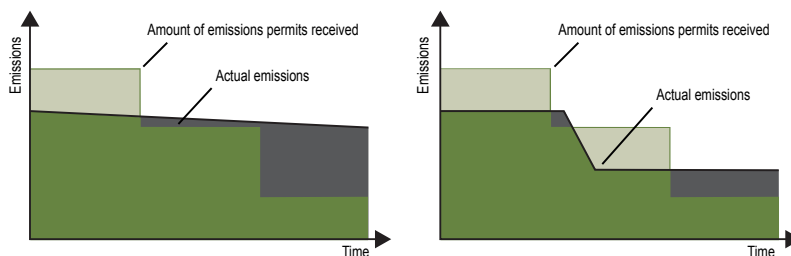 Emissions
Amount of emissions permits received
Actual emissions
Time
Emissions
Amount of emissions permits received
Actual emissions
Time